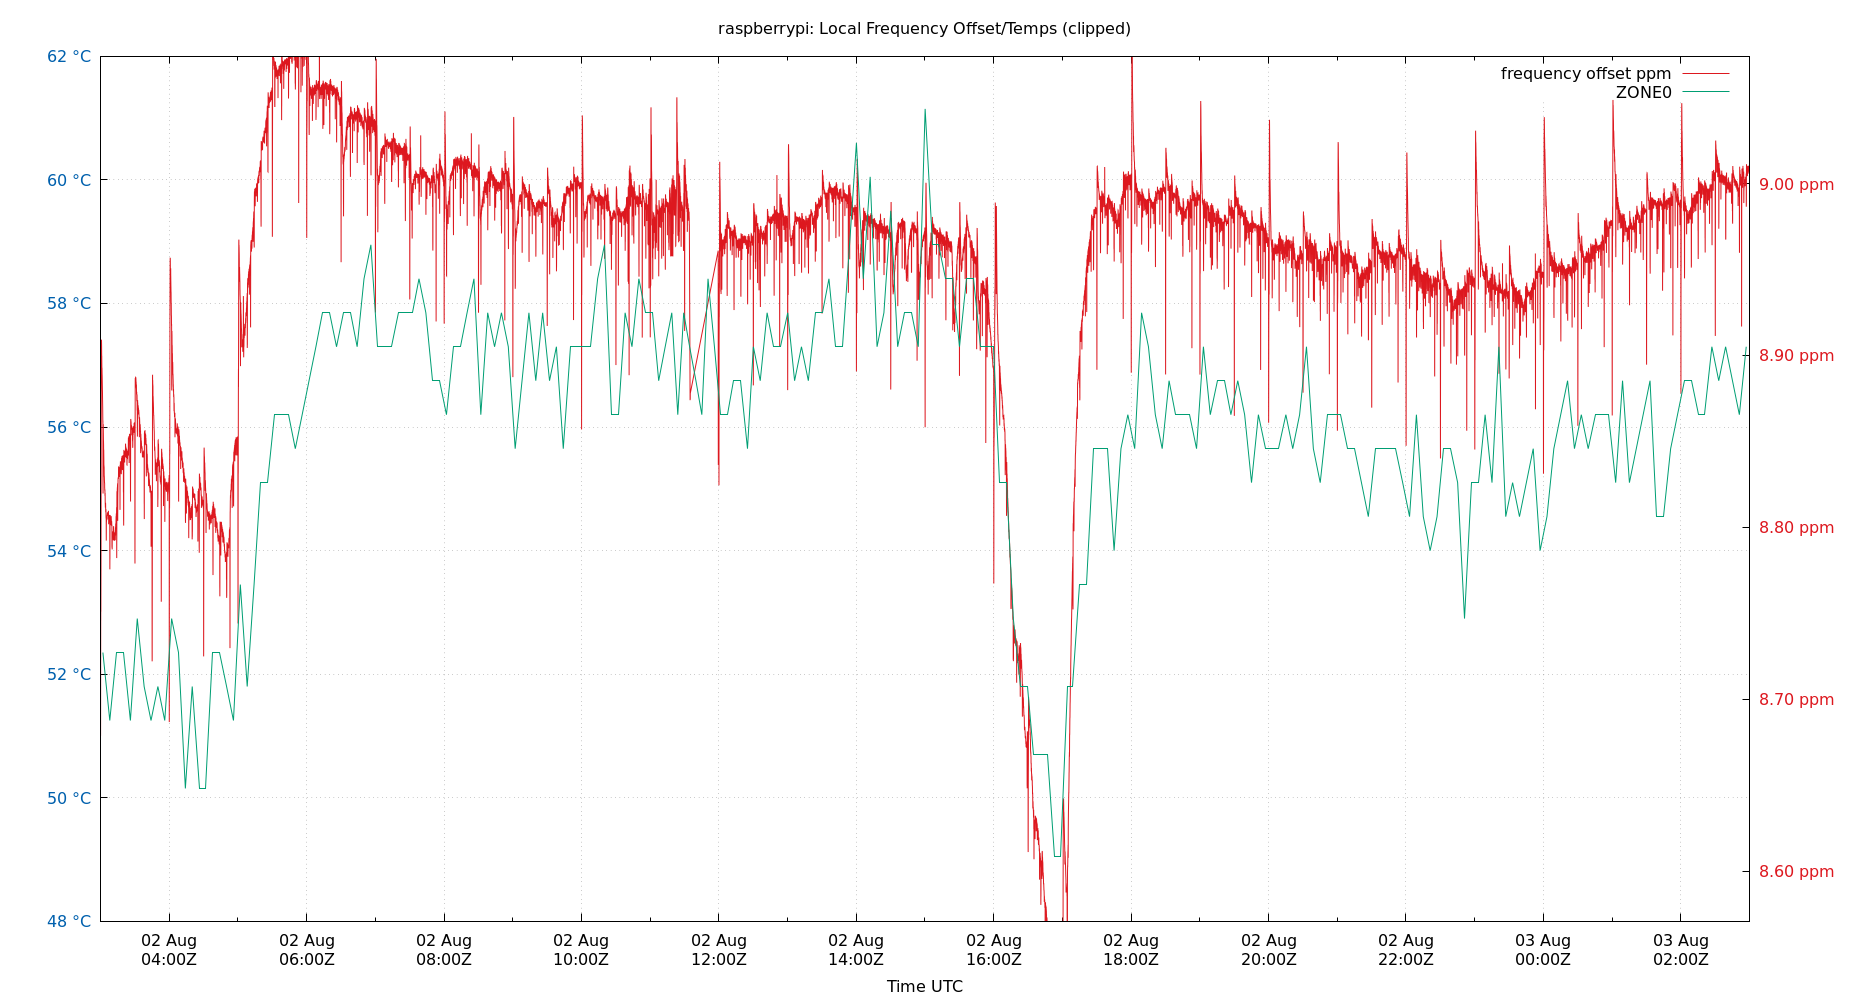 raspberrypi: Local Frequency Offset/Temps (clipped)
frequency offset ppm
ZONE0
62 °C
60 °C
58 °C
56 °C
54 °C
52 °C
50 °C
48 °C
9.00 ppm
8.90 ppm
8.80 ppm
8.70 ppm
8.60 ppm
02 Aug 02 Aug 02 Aug 02 Aug 02 Aug 02 Aug 02 Aug 02 Aug 02 Aug 02 Aug 03 Aug 03 Aug
04:00Z 06:00Z 08:00Z 10:00Z 12:00Z 14:00Z 16:00Z 18:00Z 20:00Z 22:00Z 00:00Z 02:00Z
Time UTC